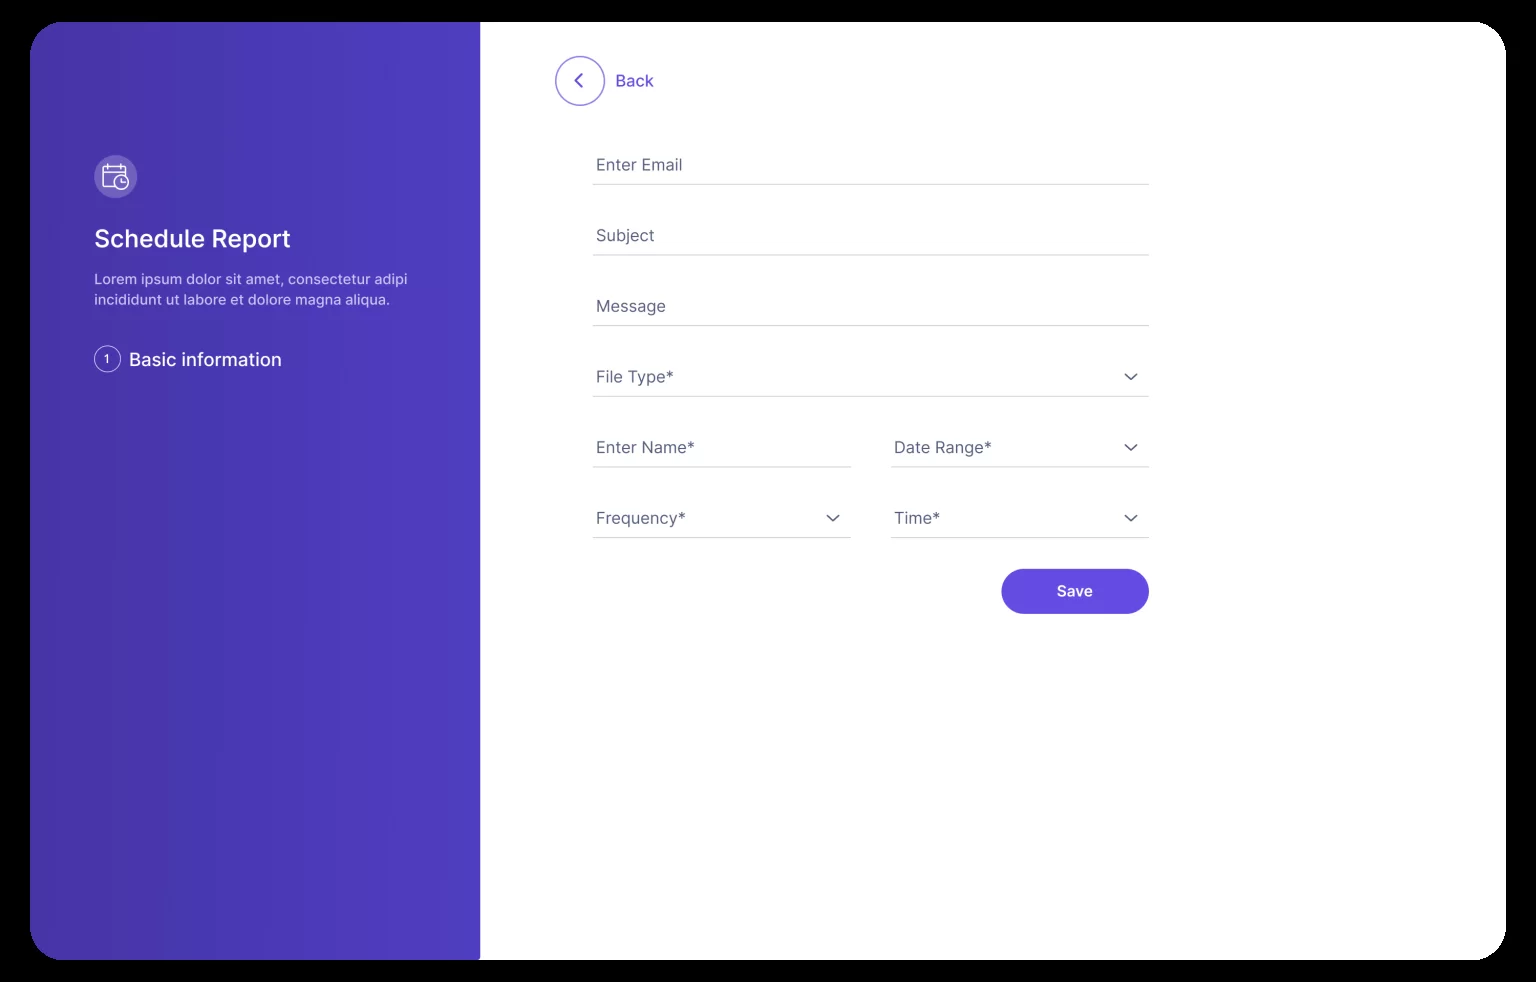 Back
Schedule Report
Lorem ipsum dolor sit amet, consectetur adipi
incididunt ut labore et dolore magna aliqua.
1 Basic information
Enter Email
Subject
Message
File Type*
Enter Name*
Date Range*
Frequency*
Time*
Save